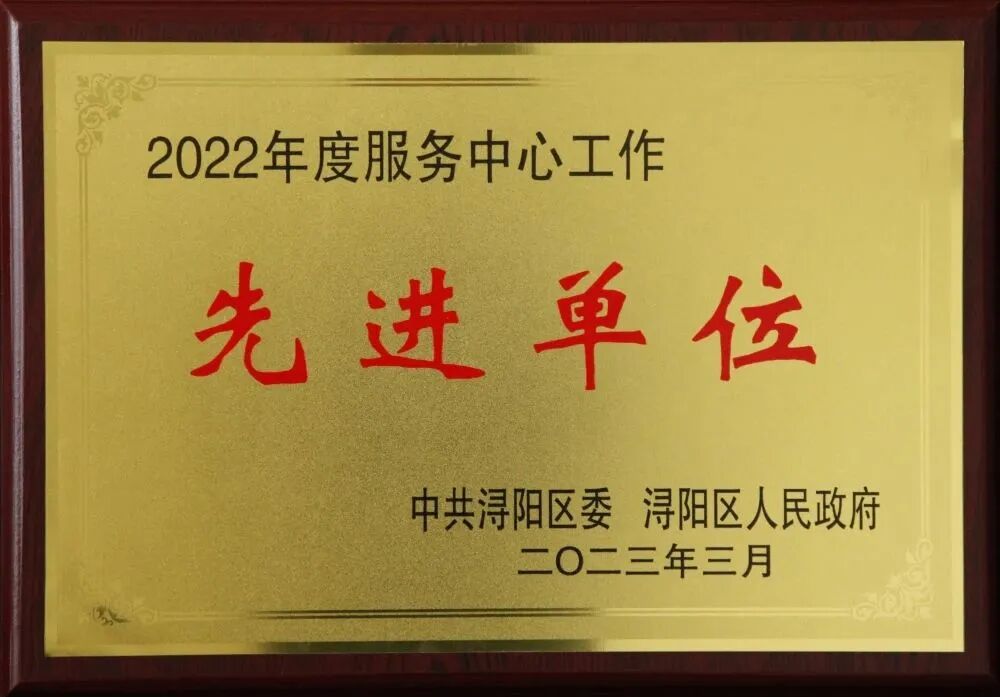 2022年度服务中心工作
先进单位
中共浔阳区委 浔阳区人民政府
二〇二三年三月